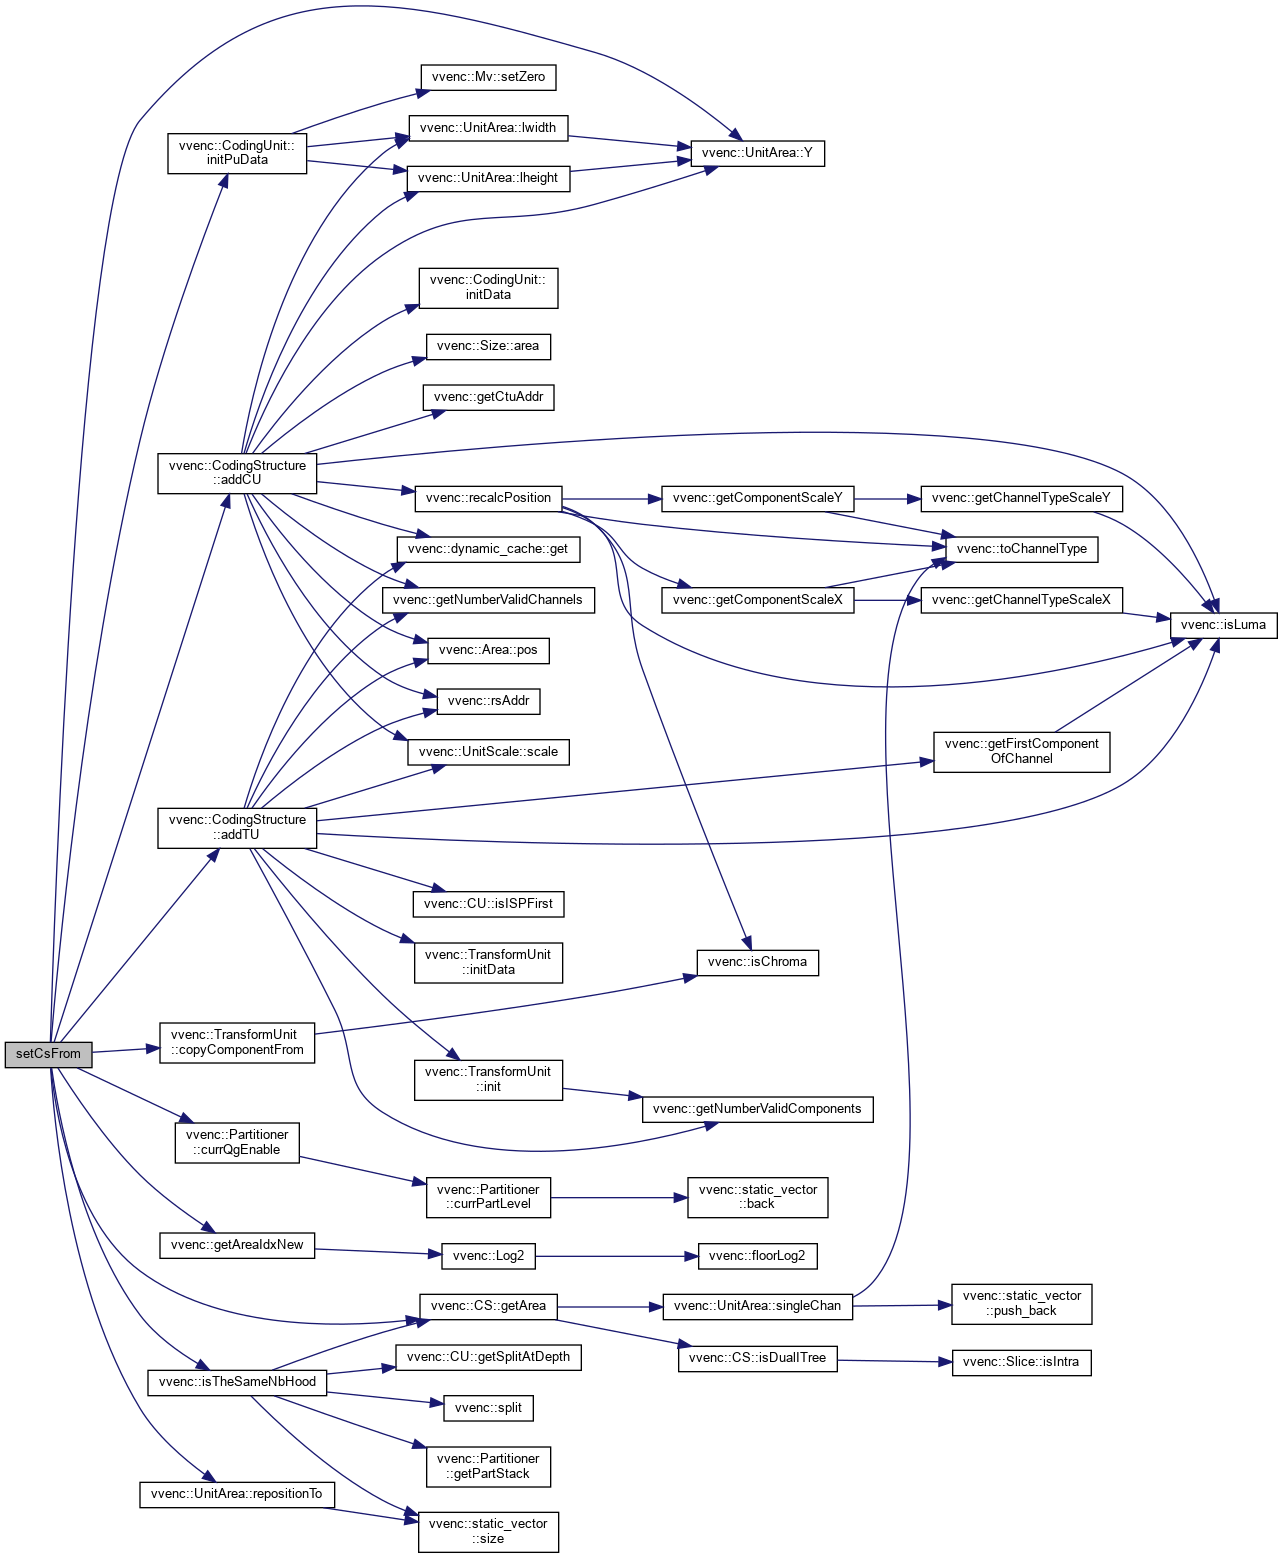 vvenc::Mv::setZero
vvenc::UnitArea::lwidth
vvenc::CodingUnit::
initPuData
vvenc::UnitArea::Y
vvenc::UnitArea::lheight
vvenc::CodingUnit::
initData
vvenc::Size::area
vvenc::getCtuAddr
vvenc::CodingStructure
::addCU
vvenc::recalcPosition
vvenc::getComponentScaleY
vvenc::getChannelTypeScaleY
vvenc::dynamic_cache::get
vvenc::toChannelType
vvenc::getNumberValidChannels
vvenc::getComponentScaleX
vvenc::getChannelTypeScaleX
vvenc::isLuma
vvenc::Area::pos
vvenc::rsAddr
vvenc::UnitScale::scale
vvenc::getFirstComponent
OfChannel
vvenc::CodingStructure
::addTU
vvenc::CU::isISPFirst
vvenc::TransformUnit
::initData
vvenc::isChroma
setCsFrom
vvenc::TransformUnit
::copyComponentFrom
vvenc::TransformUnit
::init
vvenc::getNumberValidComponents
vvenc::Partitioner
::currQgEnable
vvenc::Partitioner
::currPartLevel
vvenc::static_vector
::back
vvenc::getAreaIdxNew
vvenc::Log2
vvenc::floorLog2
vvenc::CS::getArea
vvenc::UnitArea::singleChan
vvenc::static_vector
::push_back
vvenc::CU::getSplitAtDepth
vvenc::CS::isDualITree
vvenc::Slice::isIntra
vvenc::isTheSameNbHood
vvenc::split
vvenc::Partitioner
::getPartStack
vvenc::UnitArea::repositionTo
vvenc::static_vector
::size